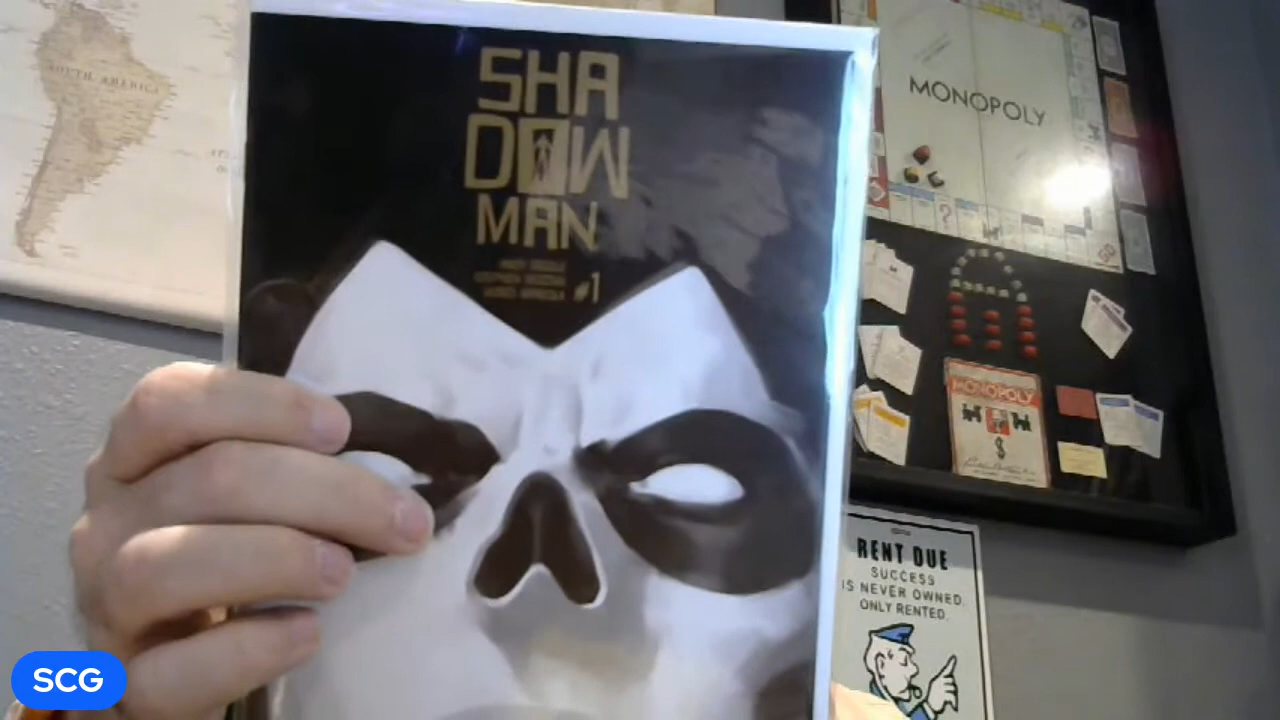 SOUTH AMERICA
SHA
DOW
MAN
#1
MONOPOLY
MONOPOLY
RENT DUE
SUCCESS
IS NEVER OWNED.
ONLY RENTED.
SCG